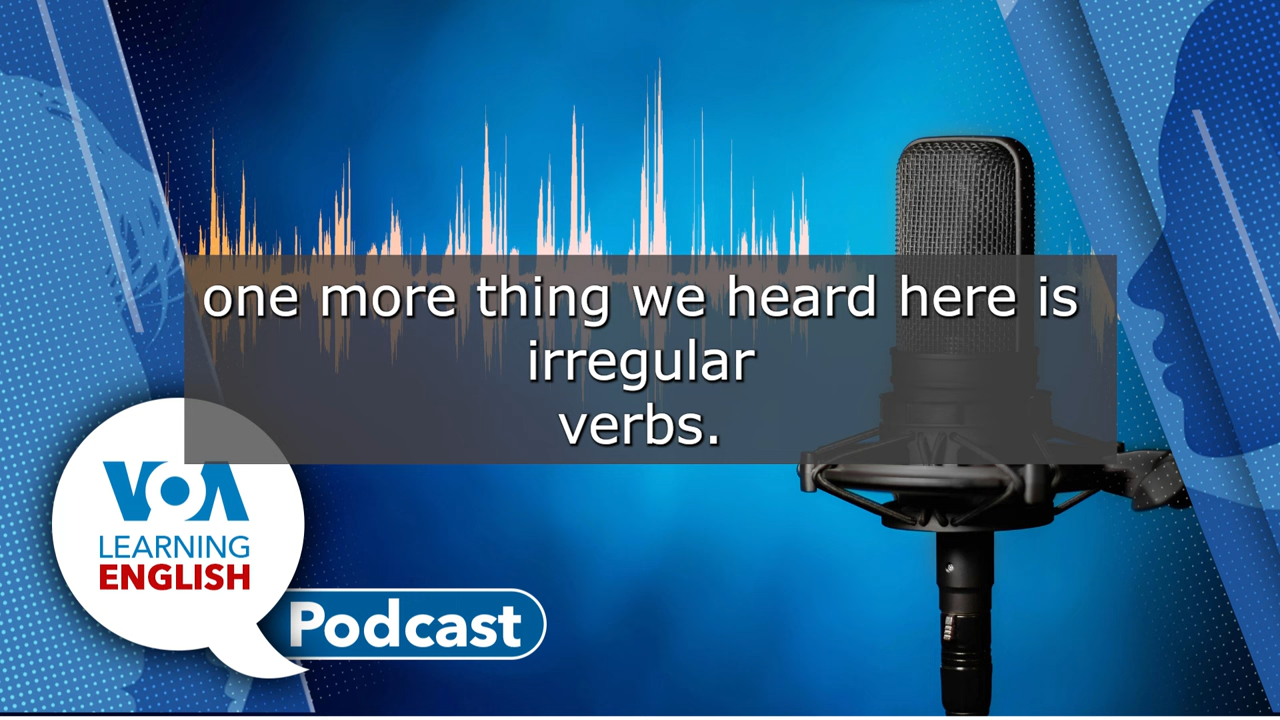 one more thing we heard here is
irregular
verbs.
VOA
LEARNING
ENGLISH
Podcast